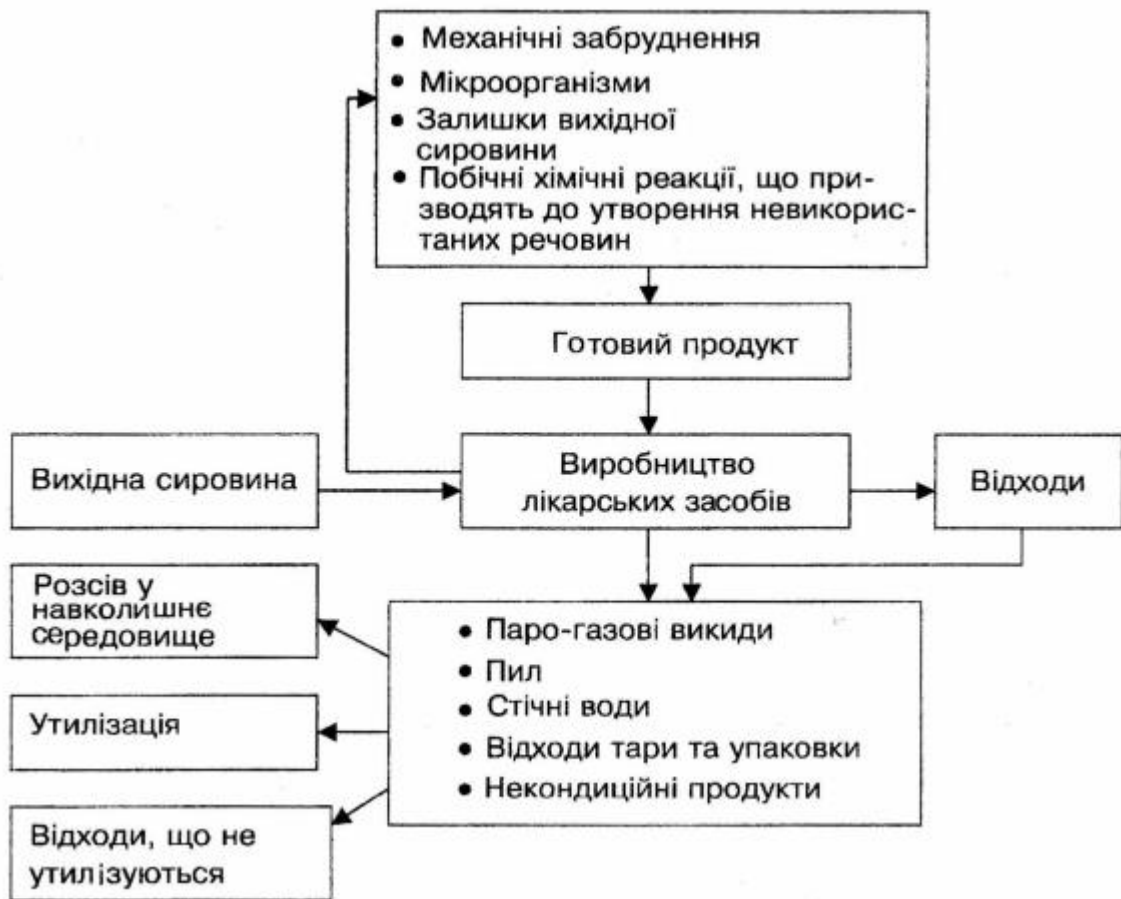 • Механічні забруднення
• Мікроорганізми
• Залишки вихідної
сировини
• Побічні хімічні реакції, що при-
зводять до утворення невикорис-
таних речовин
Готовий продукт
Вихідна сировина
Виробництво
лікарських засобів
Відходи
Розсів у
навколишнє
середовище
Утилізація
Відходи, що не
утилізуються
• Паро-газові викиди
• Пил
• Стічні води
• Відходи тари та упаковки
• Некондиційні продукти